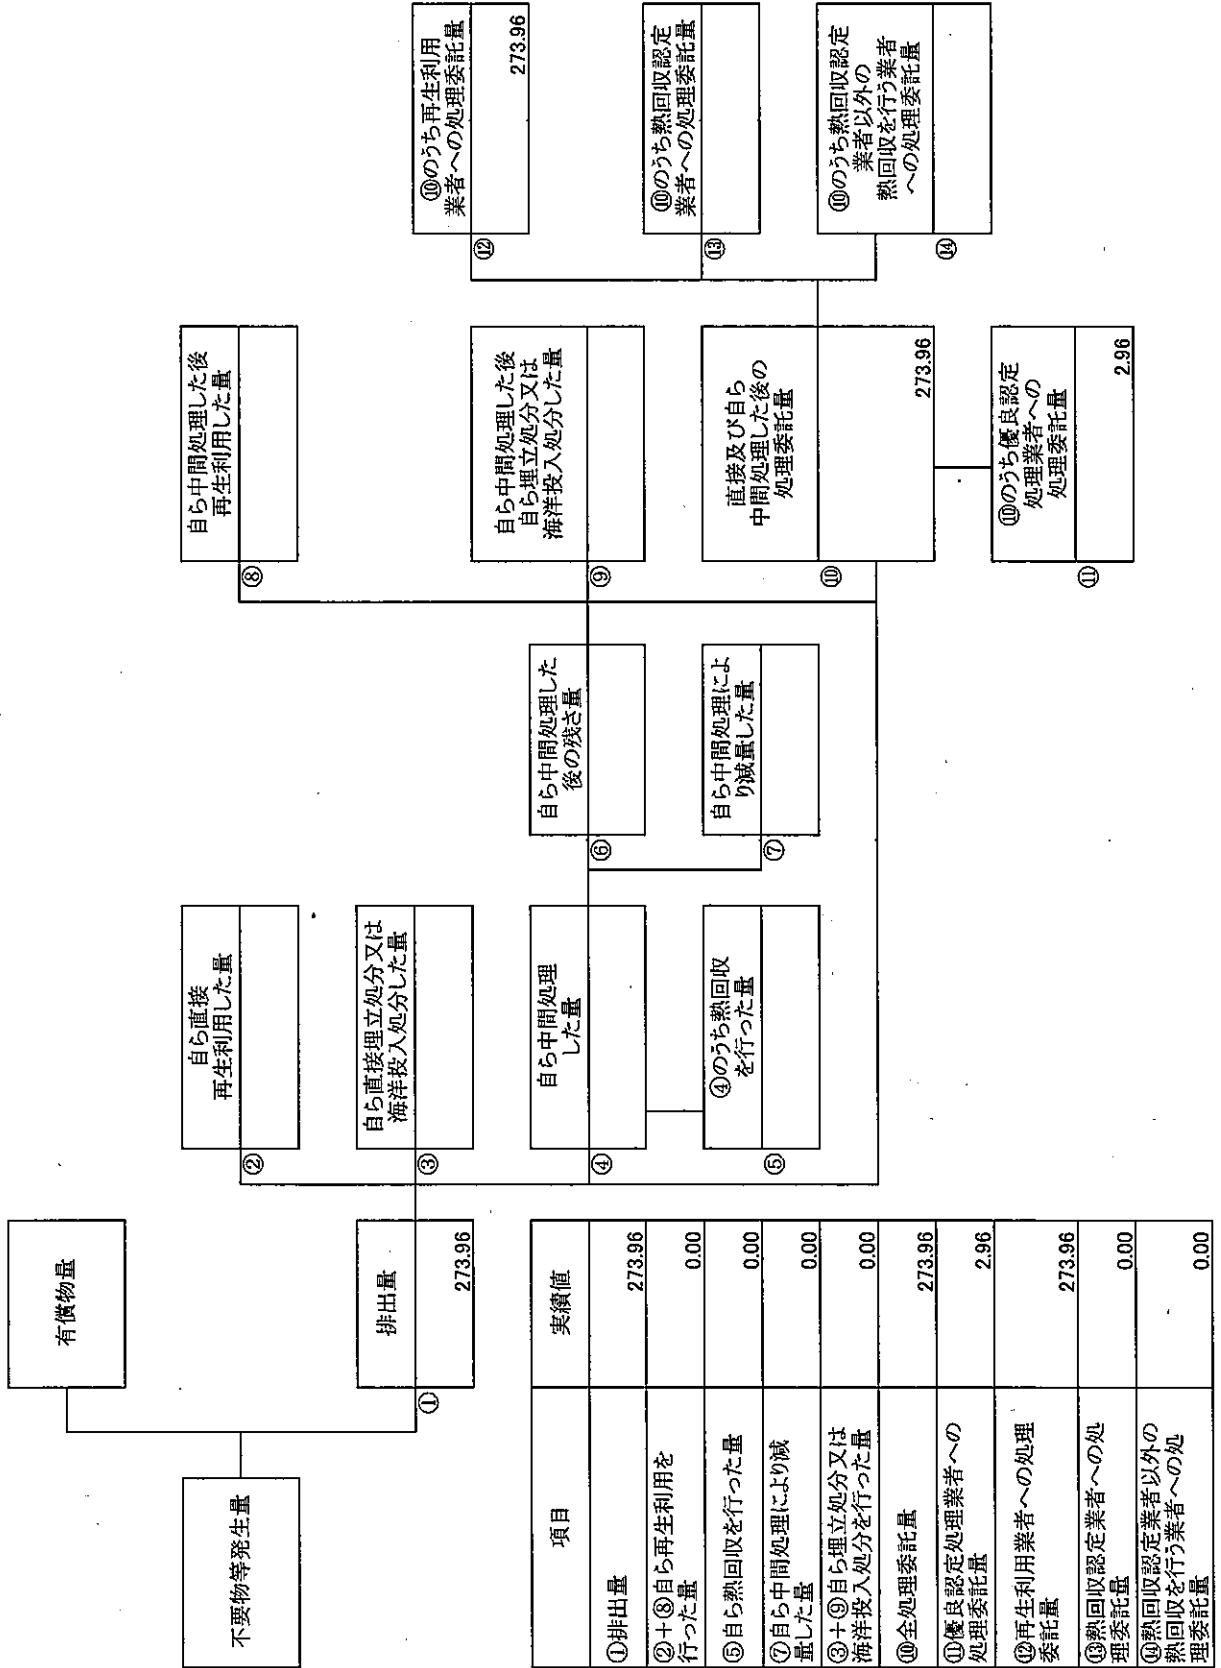 不要物等発生量
有償物量
①
排出量
273.96
②
自ら直接
再生利用した量
③
自ら直接埋立処分又は
海洋投入処分した量
④
自ら中間処理
した量
⑤
④のうち熱回収
を行った量
⑥
自ら中間処理した
後の残さ量
⑦
自ら中間処理によ
り減量した量
⑧
自ら中間処理した後
再生利用した量
⑨
自ら中間処理した後
自ら埋立処分又は
海洋投入処分した量
⑩
直接及び自ら
中間処理した後の
処理委託量
273.96
⑪
⑩のうち優良認定
処理業者への
処理委託量
2.96
⑫
⑩のうち再生利用
業者への処理委託量
273.96
⑬
⑩のうち熱回収認定
業者への処理委託量
⑭
⑩のうち熱回収認定
業者以外の
熱回収を行う業者
への処理委託量
項目 実績値
①排出量 273.96
②+⑧自ら再生利用を
行った量 0.00
⑤自ら熱回収を行った量 0.00
⑦自ら中間処理により減
量した量 0.00
③+⑨自ら埋立処分又は
海洋投入処分を行った量 0.00
⑩全処理委託量 273.96
⑪優良認定処理業者への
処理委託量 2.96
⑫再生利用業者への処理
委託量 273.96
⑬熱回収認定業者への処
理委託量 0.00
⑭熱回収認定業者以外の
熱回収を行う業者への処
理委託量 0.00